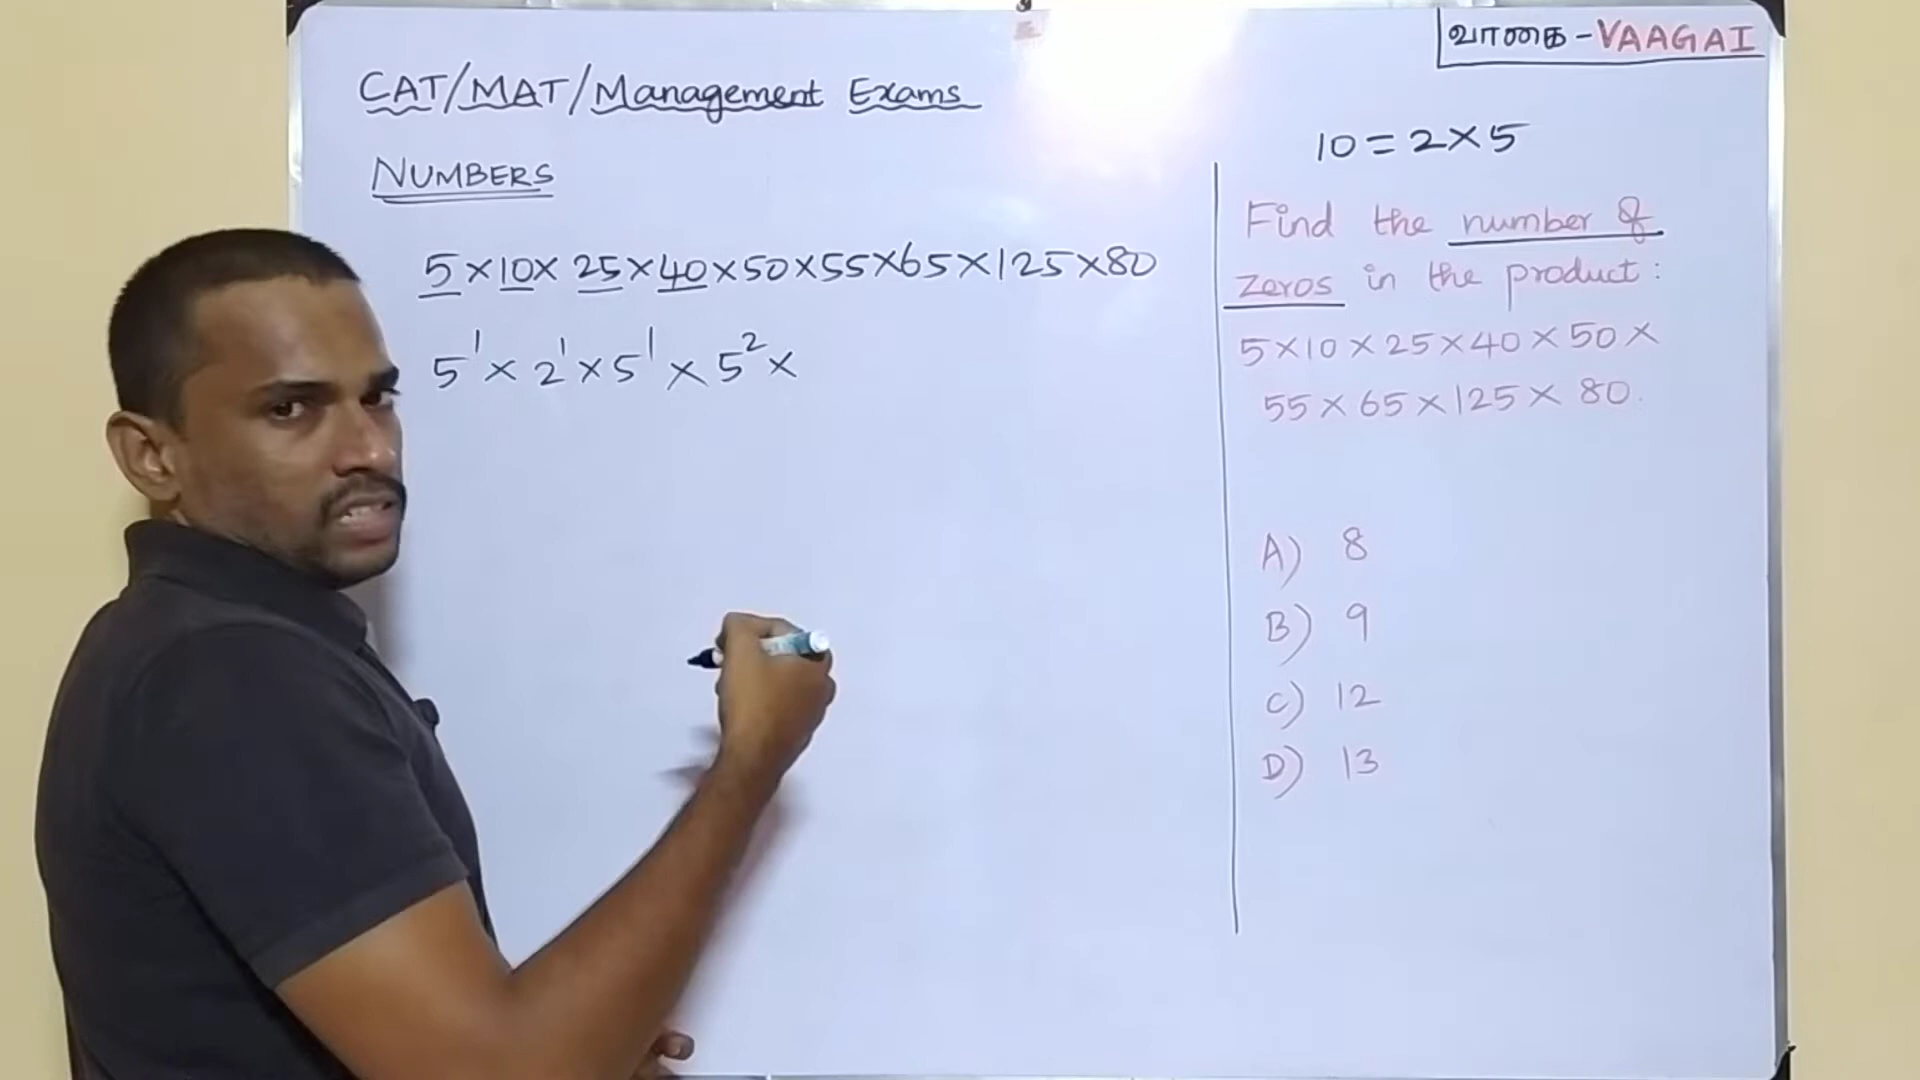 வாகை - VAAGAI
CAT/MAT/Management Exams
NUMBERS
5×10×25×40×50×55×65×125×80
5¹ × 2¹ × 5¹ × 5² ×
10 = 2 × 5
Find the number of
zeros in the product:
5×10×25×40×50×
55×65×125×80.
A) 8
B) 9
C) 12
D) 13